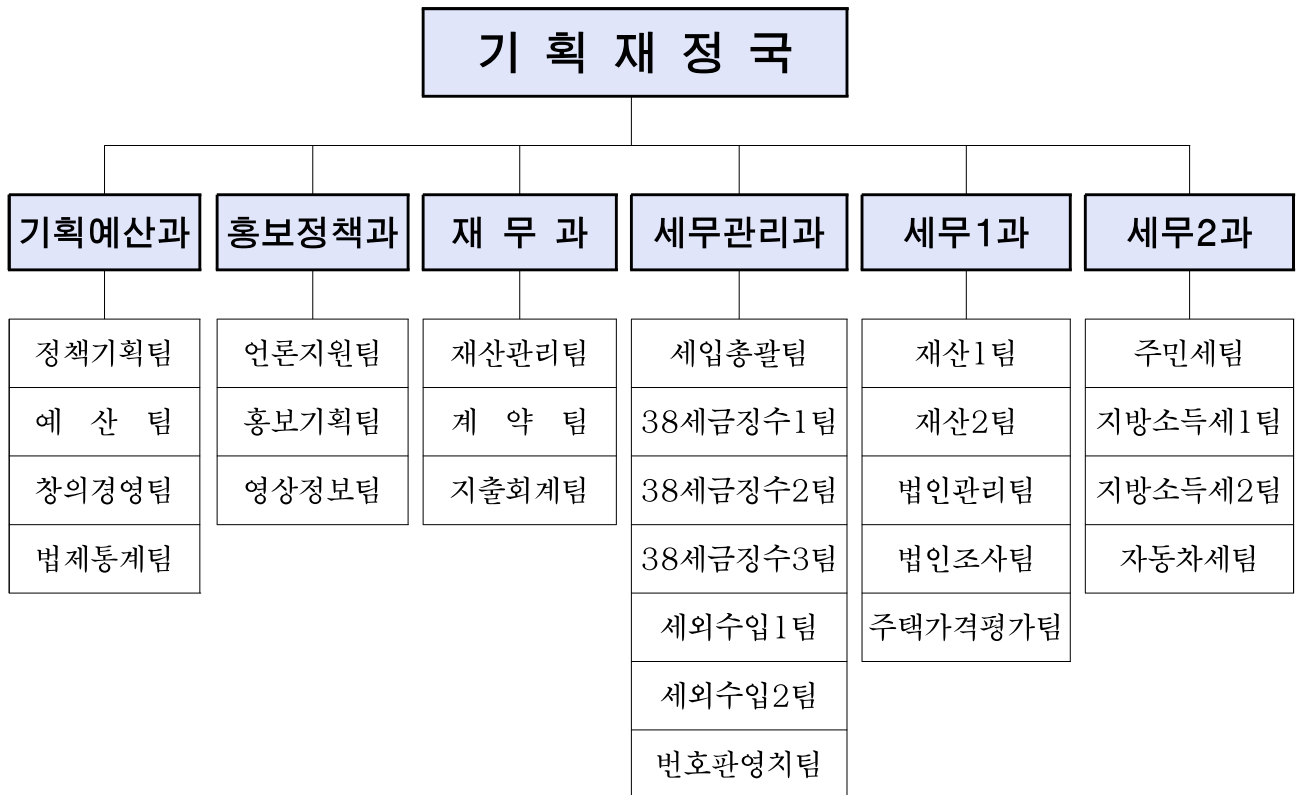 기 획 재 정 국
기획예산과
홍보정책과
재 무 과
세무관리과
세무1과
세무2과
정책기획팀
예 산 팀
창의경영팀
법제통계팀
언론지원팀
홍보기획팀
영상정보팀
재산관리팀
계 약 팀
지출회계팀
세입총괄팀
38세금징수1팀
38세금징수2팀
38세금징수3팀
세외수입1팀
세외수입2팀
번호판영치팀
재산1팀
재산2팀
법인관리팀
법인조사팀
주택가격평가팀
주민세팀
지방소득세1팀
지방소득세2팀
자동차세팀